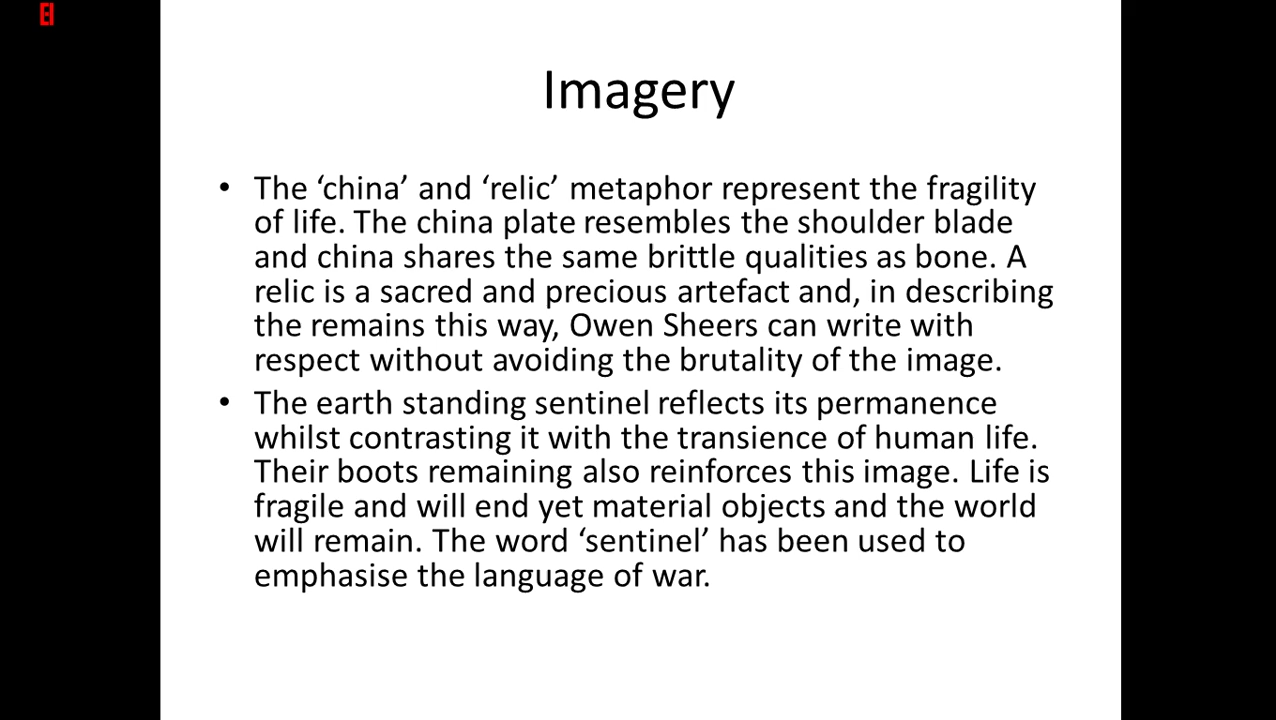 EI
Imagery
• The ‘china’ and ‘relic’ metaphor represent the fragility
of life. The china plate resembles the shoulder blade
and china shares the same brittle qualities as bone. A
relic is a sacred and precious artefact and, in describing
the remains this way, Owen Sheers can write with
respect without avoiding the brutality of the image.
• The earth standing sentinel reflects its permanence
whilst contrasting it with the transience of human life.
Their boots remaining also reinforces this image. Life is
fragile and will end yet material objects and the world
will remain. The word ‘sentinel’ has been used to
emphasise the language of war.